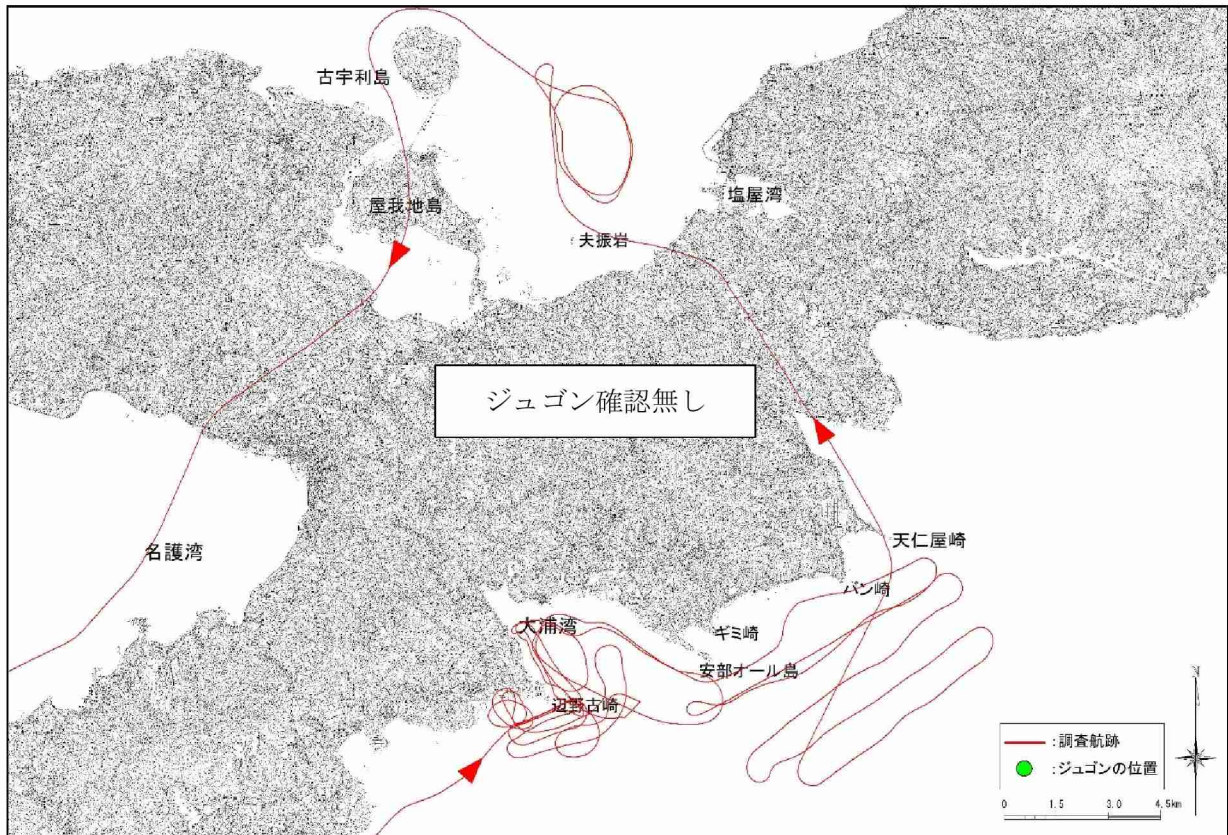 古宇利島
屋我地島
塩屋湾
夫振岩
ジュゴン確認無し
名護湾
天仁屋崎
バン崎
大浦湾
ギミ崎
安部オール島
辺野古崎
:調査航跡
:ジュゴンの位置
N
0 1.5 3.0 4.5km